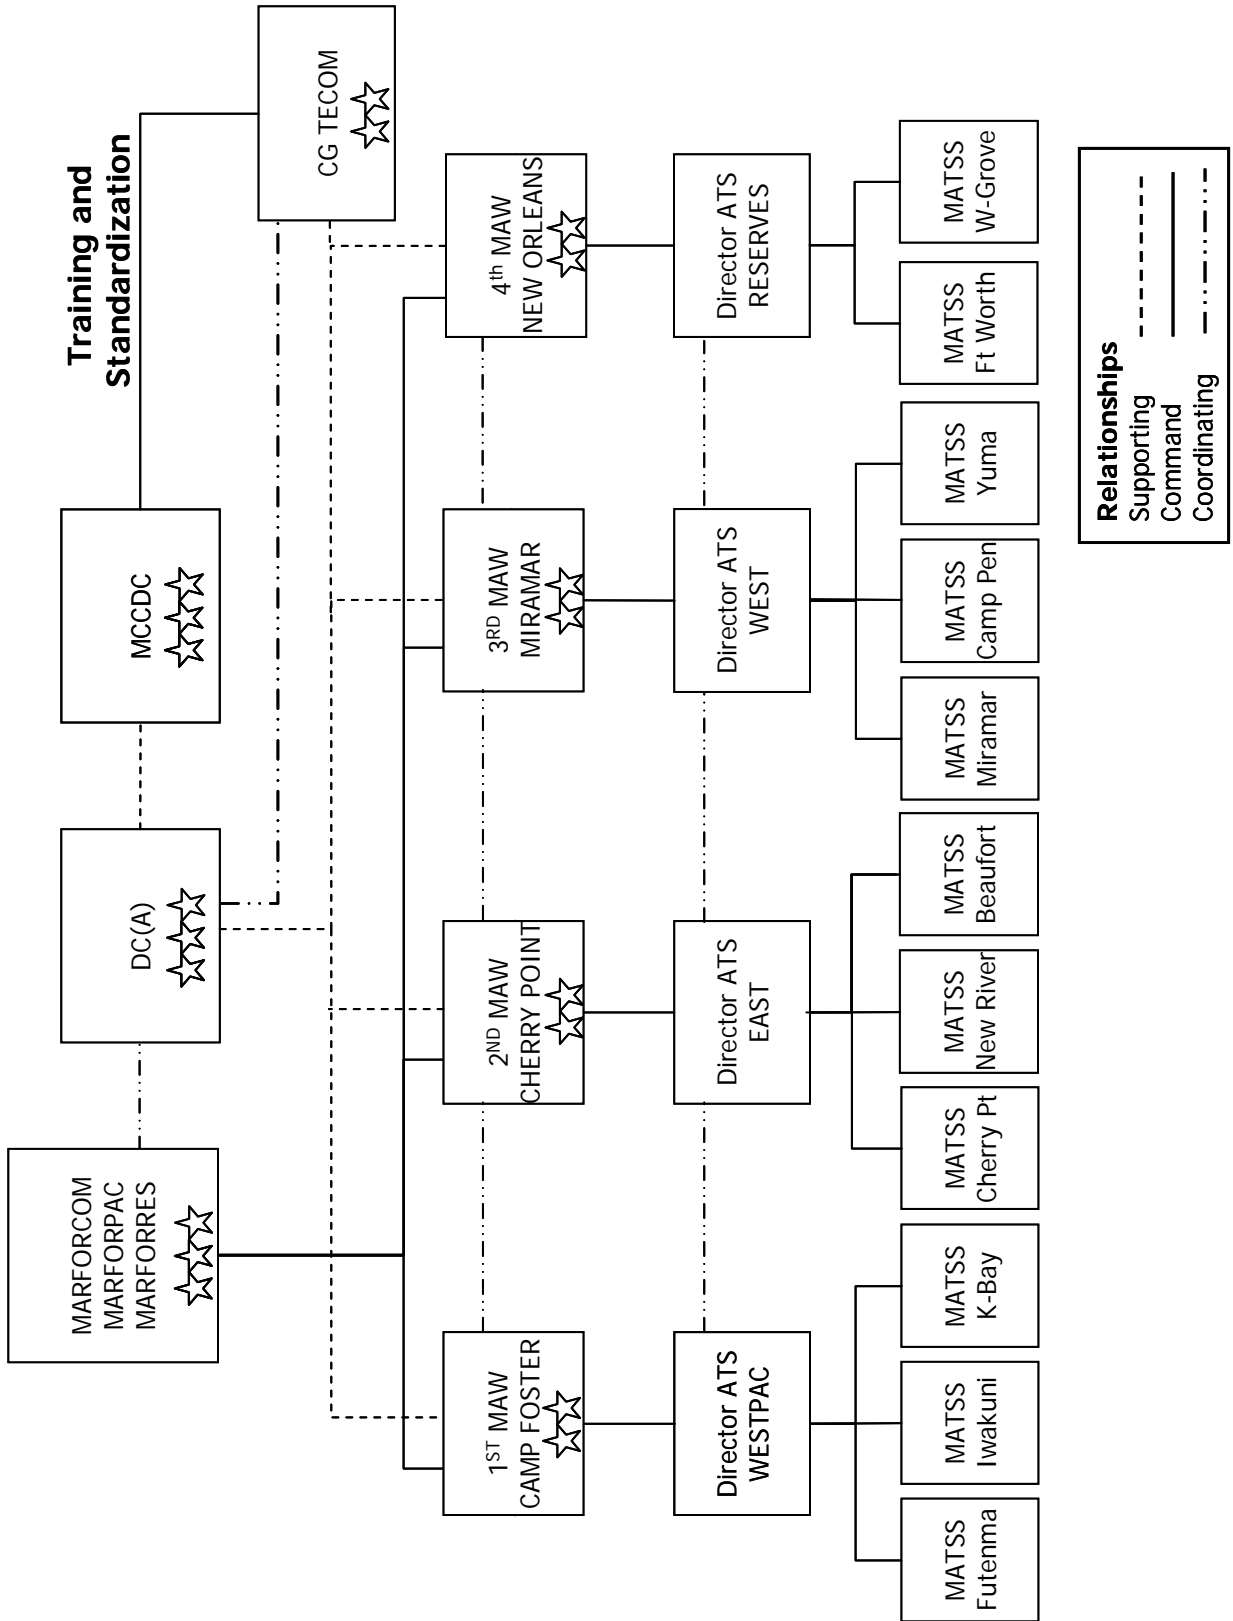 Training and
Standardization
MARFORCOM
MARFORPAC
MARFORRES
DC(A)
MCCDC
CG TECOM
1ST MAW
CAMP FOSTER
2ND MAW
CHERRY POINT
3RD MAW
MIRAMAR
4th MAW
NEW ORLEANS
Director ATS
WESTPAC
Director ATS
EAST
Director ATS
WEST
Director ATS
RESERVES
MATSS
Futenma
MATSS
Iwakuni
MATSS
K-Bay
MATSS
Cherry Pt
MATSS
New River
MATSS
Beaufort
MATSS
Miramar
MATSS
Camp Pen
MATSS
Yuma
MATSS
Ft Worth
MATSS
W-Grove
Relationships
Supporting
Command
Coordinating